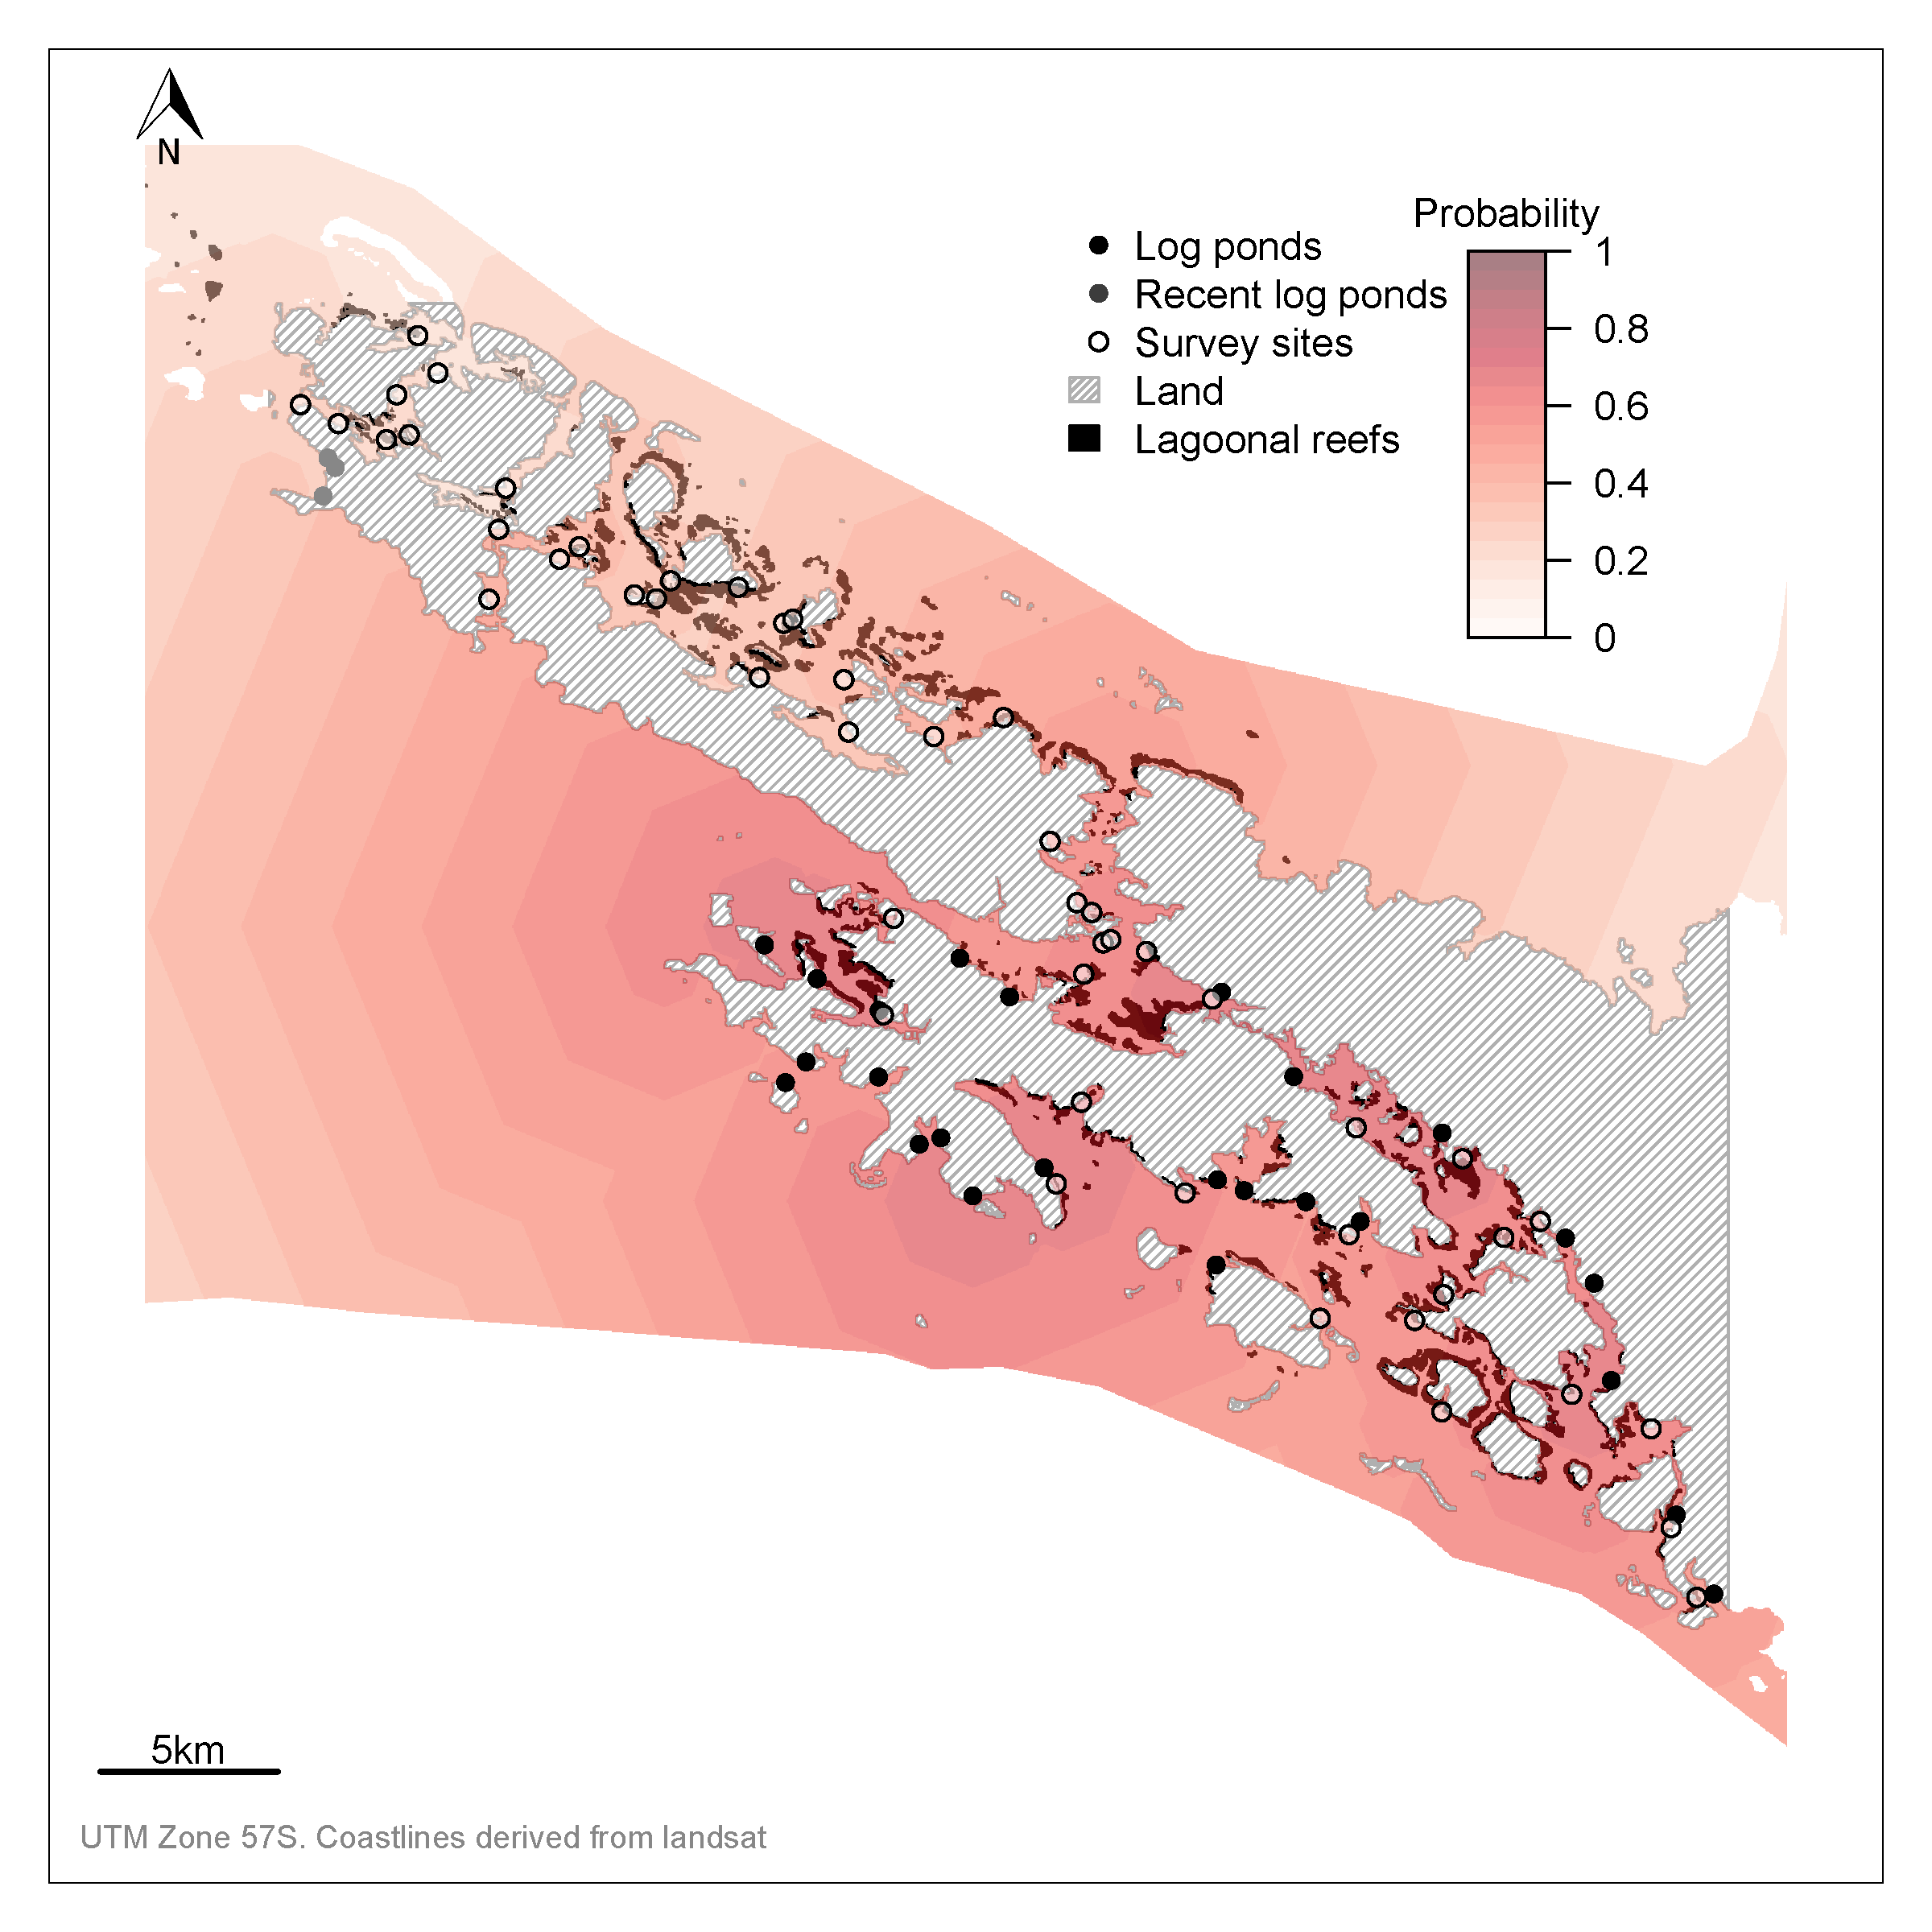 N
Probability
Log ponds
Recent log ponds
Survey sites
Land
Lagoonal reefs
1
0.8
0.6
0.4
0.2
0
5km
UTM Zone 57S. Coastlines derived from landsat